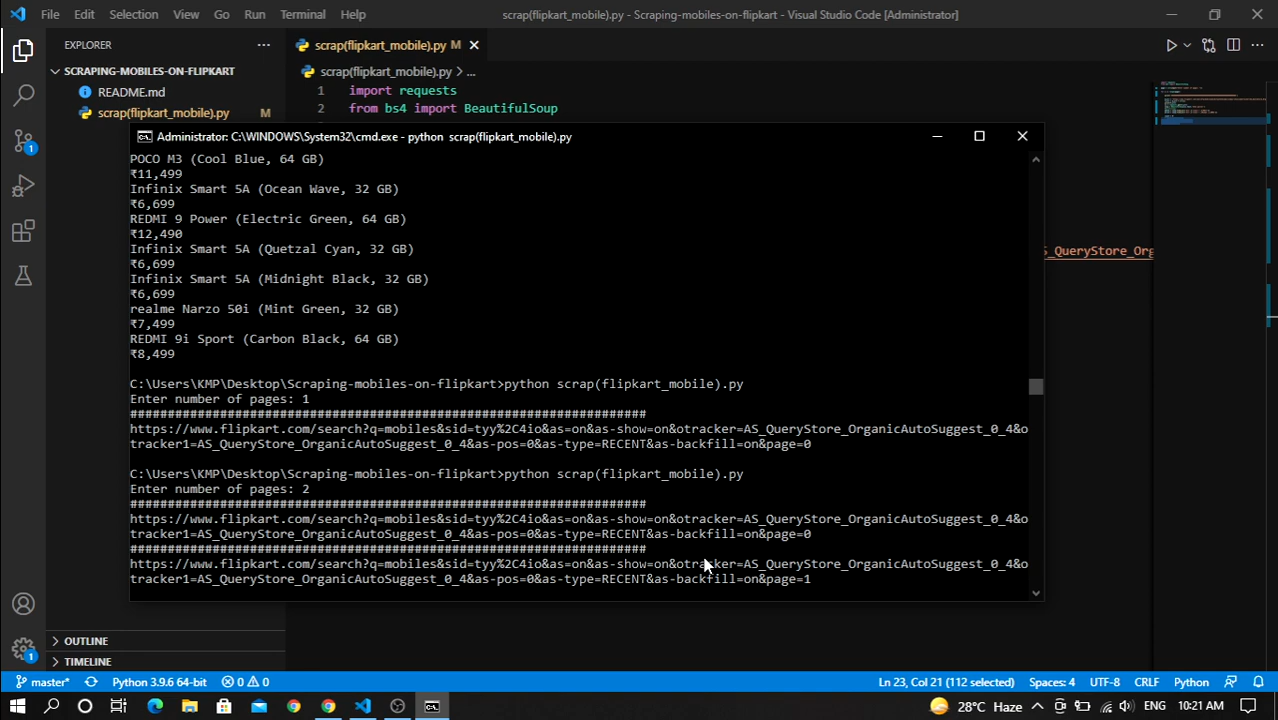 File Edit Selection View Go Run Terminal Help scrap(flipkart_mobile).py - Scraping-mobiles-on-flipkart - Visual Studio Code [Administrator]
EXPLORER
scrap(flipkart_mobile).py M
SCRAPING-MOBILES-ON-FLIPKART
scrap(flipkart_mobile).py > ...
README.md
scrap(flipkart_mobile).py M
1 import requests
2 from bs4 import BeautifulSoup
S_QueryStore_Org
Administrator: C:\WINDOWS\System32\cmd.exe - python scrap(flipkart_mobile).py
POCO M3 (Cool Blue, 64 GB)
₹11,499
Infinix Smart 5A (Ocean Wave, 32 GB)
₹6,699
REDMI 9 Power (Electric Green, 64 GB)
₹12,490
Infinix Smart 5A (Quetzal Cyan, 32 GB)
₹6,699
Infinix Smart 5A (Midnight Black, 32 GB)
₹6,699
realme Narzo 50i (Mint Green, 32 GB)
₹7,499
REDMI 9i Sport (Carbon Black, 64 GB)
₹8,499
C:\Users\KMP\Desktop\Scraping-mobiles-on-flipkart>python scrap(flipkart_mobile).py
Enter number of pages: 1
#####################################################################
https://www.flipkart.com/search?q=mobiles&sid=tyy%2C4io&as=on&as-show=on&otracker=AS_QueryStore_OrganicAutoSuggest_0_4&o
tracker1=AS_QueryStore_OrganicAutoSuggest_0_4&as-pos=0&as-type=RECENT&as-backfill=on&page=0
C:\Users\KMP\Desktop\Scraping-mobiles-on-flipkart>python scrap(flipkart_mobile).py
Enter number of pages: 2
#####################################################################
https://www.flipkart.com/search?q=mobiles&sid=tyy%2C4io&as=on&as-show=on&otracker=AS_QueryStore_OrganicAutoSuggest_0_4&o
tracker1=AS_QueryStore_OrganicAutoSuggest_0_4&as-pos=0&as-type=RECENT&as-backfill=on&page=0
#####################################################################
https://www.flipkart.com/search?q=mobiles&sid=tyy%2C4io&as=on&as-show=on&otracker=AS_QueryStore_OrganicAutoSuggest_0_4&o
tracker1=AS_QueryStore_OrganicAutoSuggest_0_4&as-pos=0&as-type=RECENT&as-backfill=on&page=1
OUTLINE
TIMELINE
master* Python 3.9.6 64-bit 0 0 Ln 23, Col 21 (112 selected) Spaces: 4 UTF-8 CRLF Python
28°C Haze ENG 10:21 AM